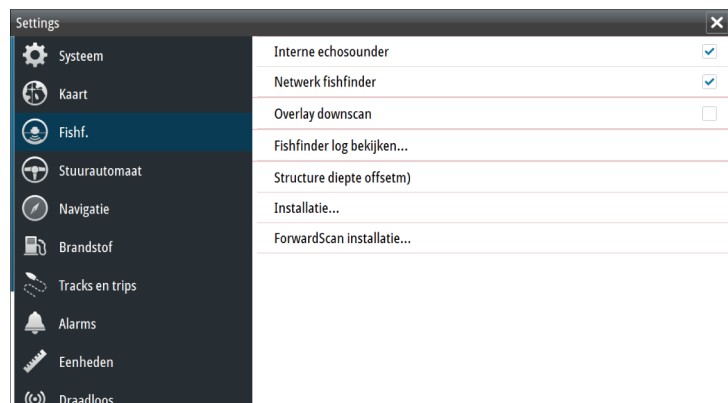 Settings
Systeem
Kaart
Fishf.
Stuurautomaat
Navigatie
Brandstof
Tracks en trips
Alarms
Eenheden
Draadloos
Interne echosounder
Netwerk fishfinder
Overlay downscan
Fishfinder log bekijken...
Structure diepte offsetm)
Installatie...
ForwardScan installatie...